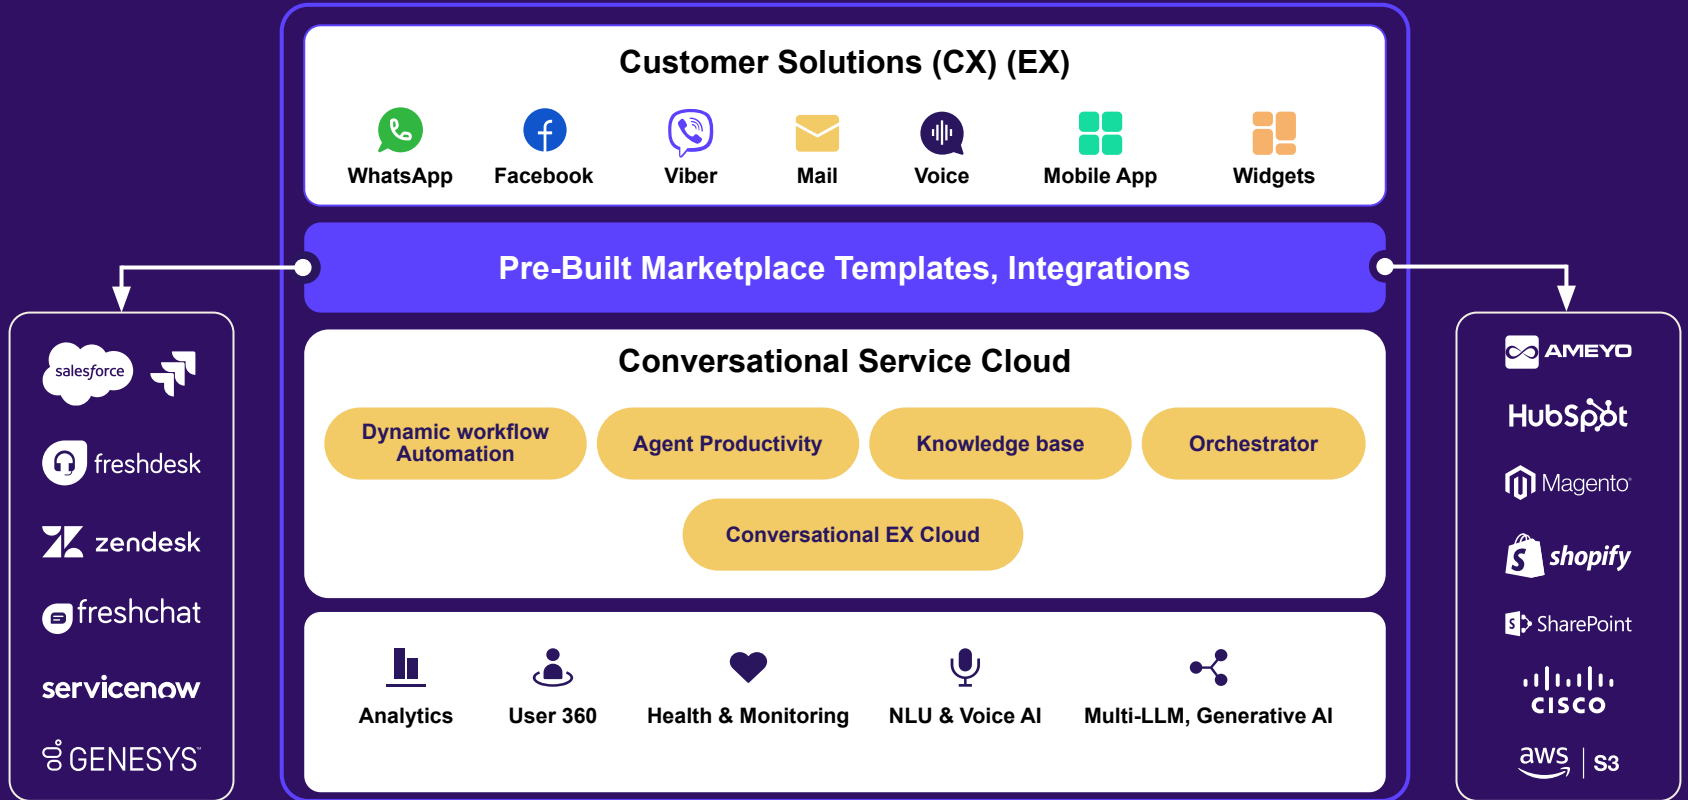 Customer Solutions (CX) (EX)
WhatsApp
Facebook
Viber
Mail
Voice
Mobile App
Widgets
Pre-Built Marketplace Templates, Integrations
salesforce
freshdesk
zendesk
freshchat
servicenow
GENESYS™
Conversational Service Cloud
Dynamic workflow
Automation
Agent Productivity
Knowledge base
Orchestrator
Conversational EX Cloud
Analytics
User 360
Health & Monitoring
NLU & Voice AI
Multi-LLM, Generative AI
AMEYO
HubSpot
Magento®
S shopify
S SharePoint
CISCO
aws S3